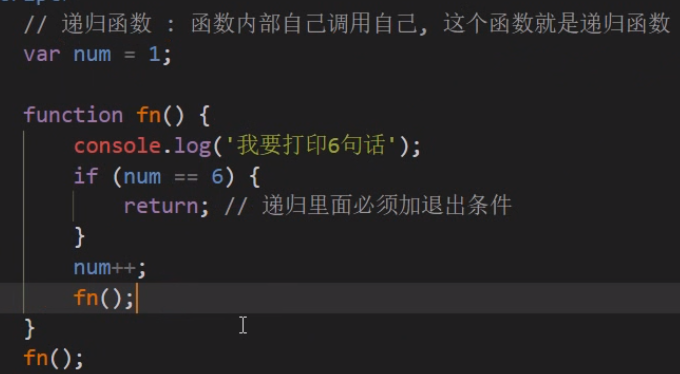 // 递归函数 : 函数内部自己调用自己, 这个函数就是递归函数
var num = 1;
function fn() {
console.log('我要打印6句话');
if (num == 6) {
return; // 递归里面必须加退出条件
}
num++;
fn();
}
fn();